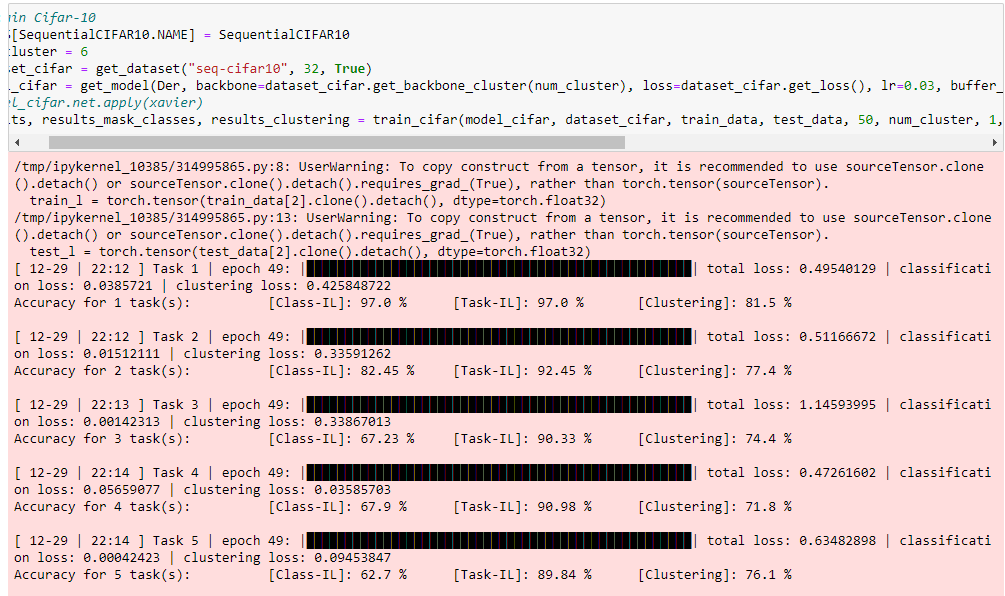 in Cifar-10
[SequentialCIFAR10.NAME] = SequentialCIFAR10
luster = 6
et_cifar = get_dataset("seq-cifar10", 32, True)
_cifar = get_model(Der, backbone=dataset_cifar.get_backbone_cluster(num_cluster), loss=dataset_cifar.get_loss(), lr=0.03, buffer_
l_cifar.net.apply(xavier)
ts, results_mask_classes, results_clustering = train_cifar(model_cifar, dataset_cifar, train_data, test_data, 50, num_cluster, 1,
/tmp/ipykernel_10385/314995865.py:8: UserWarning: To copy construct from a tensor, it is recommended to use sourceTensor.clone
().detach() or sourceTensor.clone().detach().requires_grad_(True), rather than torch.tensor(sourceTensor).
train_l = torch.tensor(train_data[2].clone().detach(), dtype=torch.float32)
/tmp/ipykernel_10385/314995865.py:13: UserWarning: To copy construct from a tensor, it is recommended to use sourceTensor.clone
().detach() or sourceTensor.clone().detach().requires_grad_(True), rather than torch.tensor(sourceTensor).
test_l = torch.tensor(test_data[2].clone().detach(), dtype=torch.float32)
[ 12-29 | 22:12 ] Task 1 | epoch 49: | | total loss: 0.49540129 | classificati
on loss: 0.0385721 | clustering loss: 0.425848722
Accuracy for 1 task(s): [Class-IL]: 97.0 % [Task-IL]: 97.0 % [Clustering]: 81.5 %
[ 12-29 | 22:12 ] Task 2 | epoch 49: | | total loss: 0.51166672 | classificati
on loss: 0.01512111 | clustering loss: 0.33591262
Accuracy for 2 task(s): [Class-IL]: 82.45 % [Task-IL]: 92.45 % [Clustering]: 77.4 %
[ 12-29 | 22:13 ] Task 3 | epoch 49: | | total loss: 1.14593995 | classificati
on loss: 0.00142313 | clustering loss: 0.33867013
Accuracy for 3 task(s): [Class-IL]: 67.23 % [Task-IL]: 90.33 % [Clustering]: 74.4 %
[ 12-29 | 22:14 ] Task 4 | epoch 49: | | total loss: 0.47261602 | classificati
on loss: 0.05659077 | clustering loss: 0.03585703
Accuracy for 4 task(s): [Class-IL]: 67.9 % [Task-IL]: 90.98 % [Clustering]: 71.8 %
[ 12-29 | 22:14 ] Task 5 | epoch 49: | | total loss: 0.63482898 | classificati
on loss: 0.00042423 | clustering loss: 0.09453847
Accuracy for 5 task(s): [Class-IL]: 62.7 % [Task-IL]: 89.84 % [Clustering]: 76.1 %